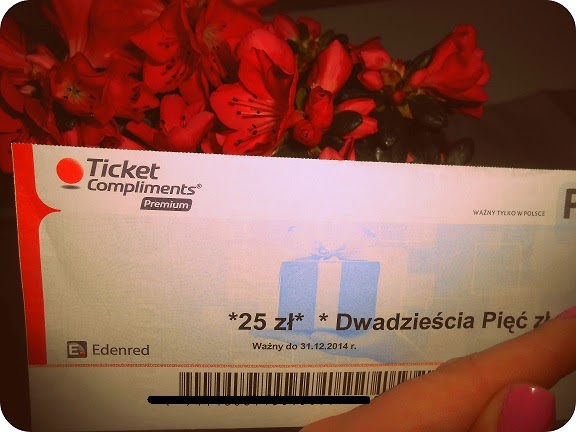 Ticket
Compliments®
Premium
WAŻNY TYLKO W POLSCE
P
*25 zł* * Dwadzieścia Pięć zł
Ważny do 31.12.2014 r.
E Edenred